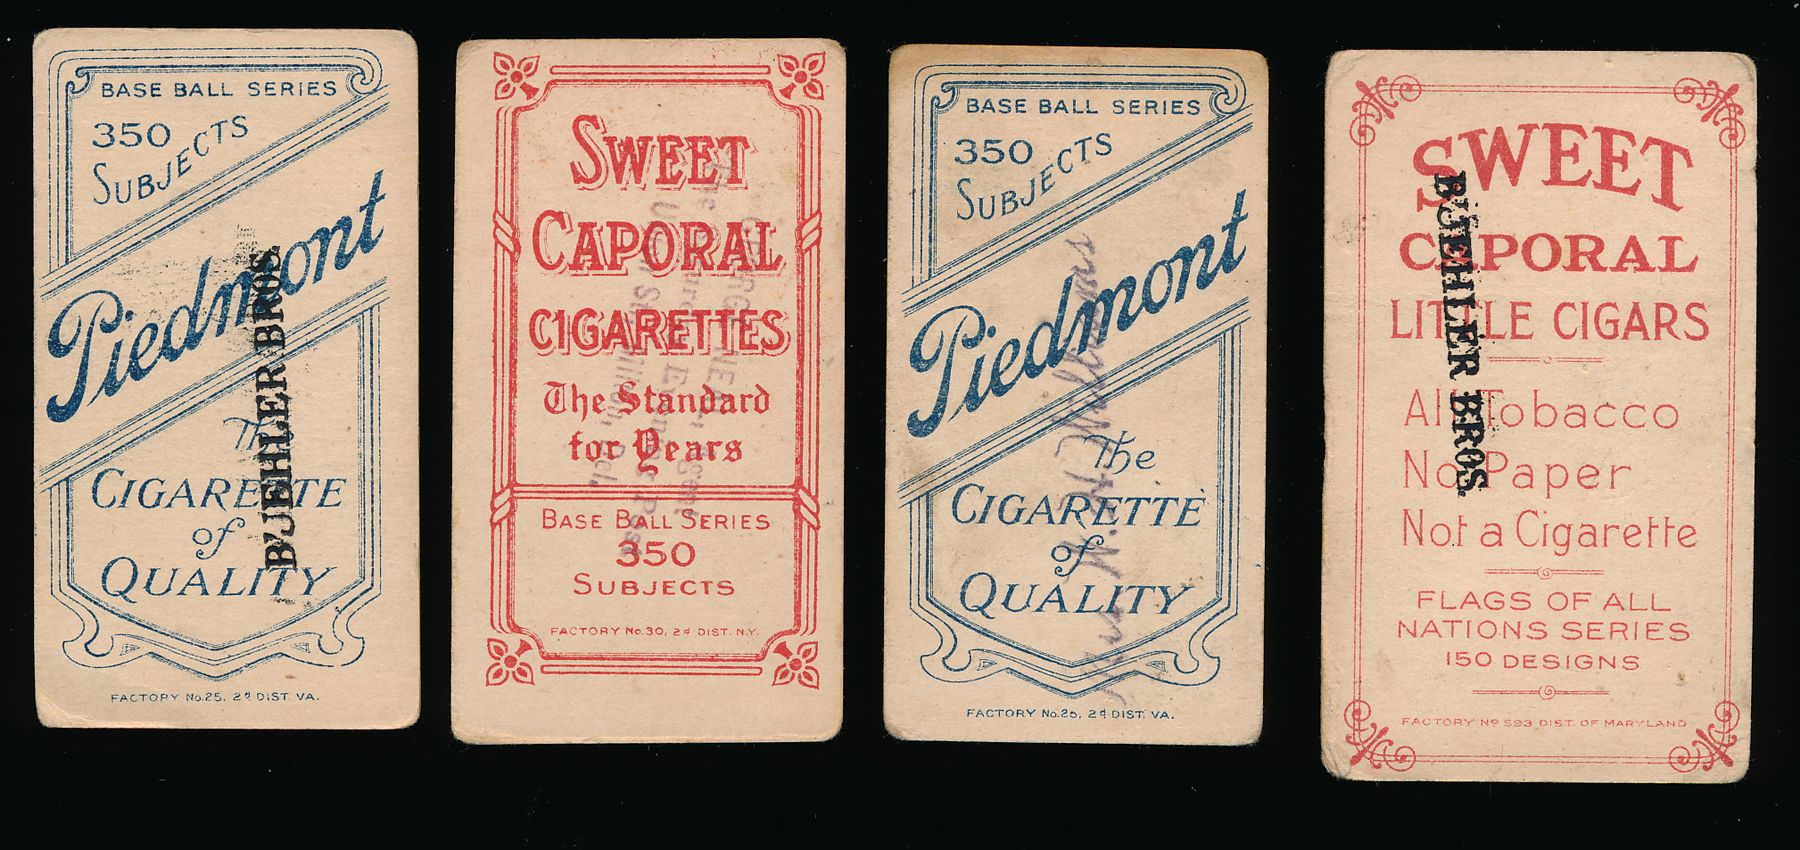 BASE BALL SERIES
350
SUBJECTS
Piedmont
The
CIGARETTE
of
QUALITY
FACTORY No.25, 2d DIST. VA.
B'JEHLER BROS.
SWEET
CAPORAL
CIGARETTES
The Standard
for Years
BASE BALL SERIES
350
SUBJECTS
FACTORY No.30, 2d DIST. N.Y.
BASE BALL SERIES
350
SUBJECTS
Piedmont
The
CIGARETTE
of
QUALITY
FACTORY No.25, 2d DIST. VA.
SWEET
CAPORAL
LITTLE CIGARS
All Tobacco
No Paper
Not a Cigarette
FLAGS OF ALL
NATIONS SERIES
150 DESIGNS
FACTORY No 593 DIST. OF MARYLAND
B'JEHLER BROS.